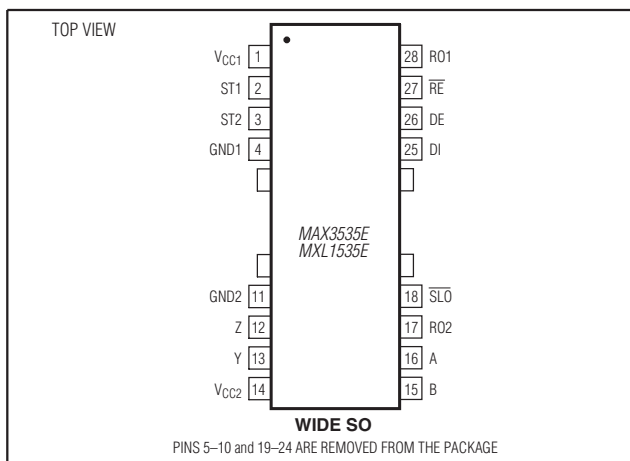 TOP VIEW
VCC1 1
ST1 2
ST2 3
GND1 4
28 RO1
27 RE
26 DE
25 DI
MAX3535E
MXL1535E
GND2 11
Z 12
Y 13
VCC2 14
18 SLO
17 RO2
16 A
15 B
WIDE SO
PINS 5–10 and 19–24 ARE REMOVED FROM THE PACKAGE